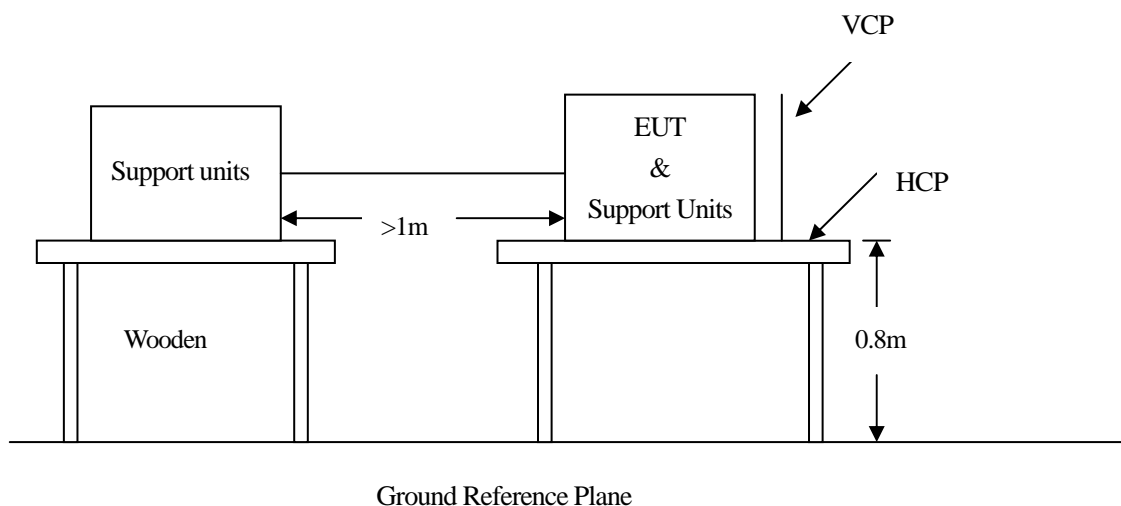 VCP
EUT
&
Support Units
Support units
HCP
>1m
Wooden
0.8m
Ground Reference Plane